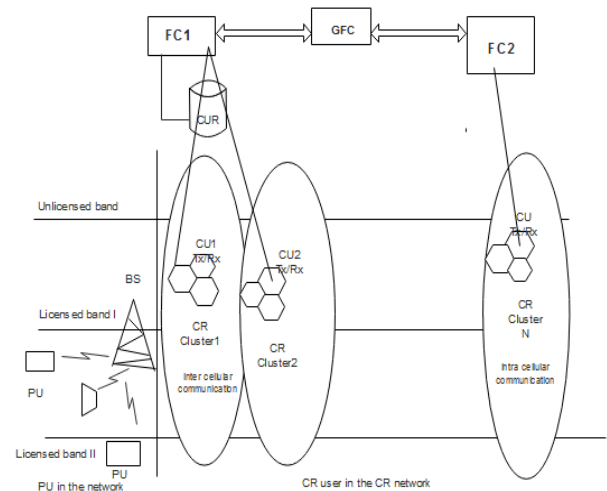 FC1
GFC
FC2
CUR
Unlicensed band
CU1
Tx/Rx
CU2
Tx/Rx
CU
Tx/Rx
BS
Licensed band I
CR
Cluster1
CR
Cluster2
CR
Cluster
N
Inter cellular
communication
Intra cellular
communication
PU
Licensed band II
PU
PU in the network
CR user in the CR network